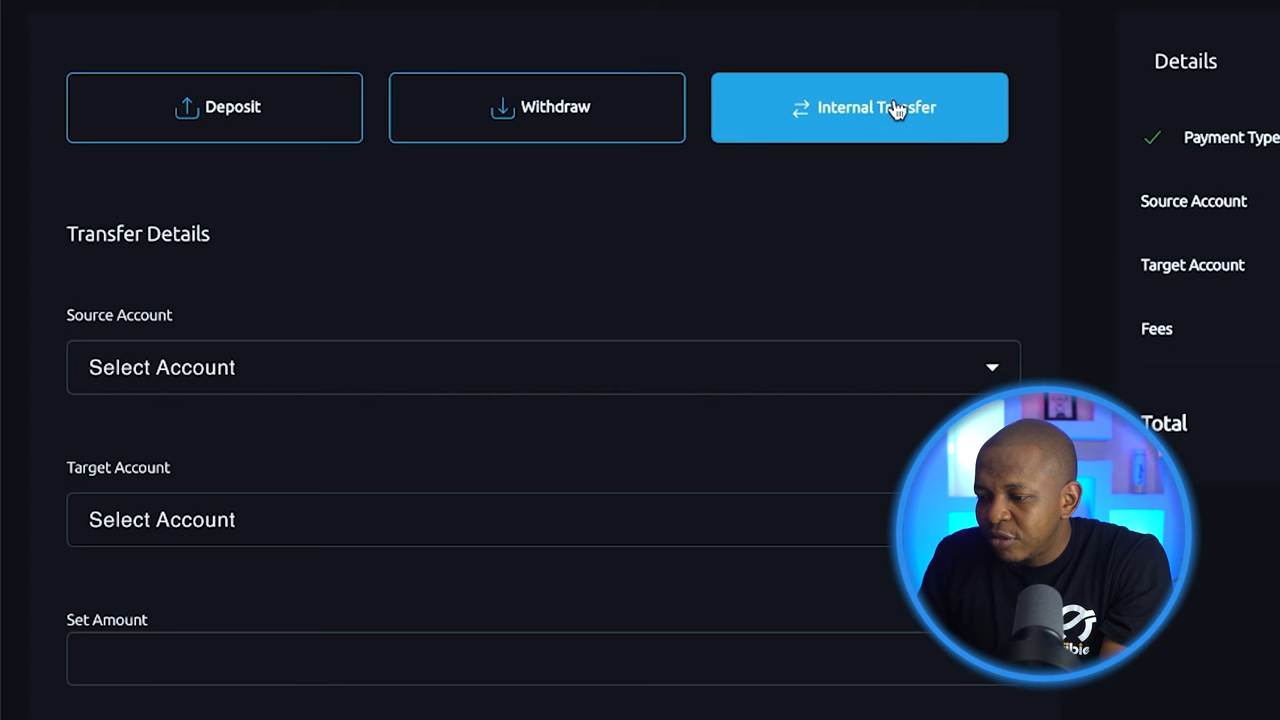 Deposit
Withdraw
Internal Transfer
Transfer Details
Source Account
Select Account
Target Account
Select Account
Set Amount
Details
Payment Type
Source Account
Target Account
Fees
Total